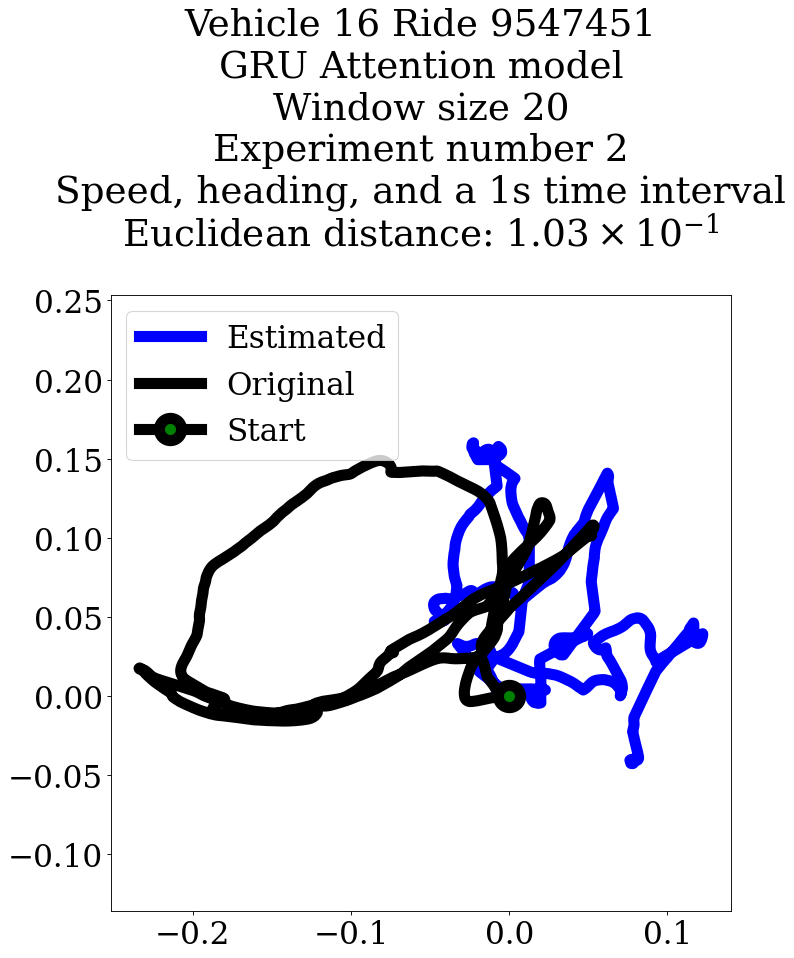 Vehicle 16 Ride 9547451
GRU Attention model
Window size 20
Experiment number 2
Speed, heading, and a 1s time interval
Euclidean distance: 1.03 × 10⁻¹
0.25
Estimated
0.20
Original
Start
0.15
0.10
0.05
0.00
−0.05
−0.10
−0.2 −0.1 0.0 0.1